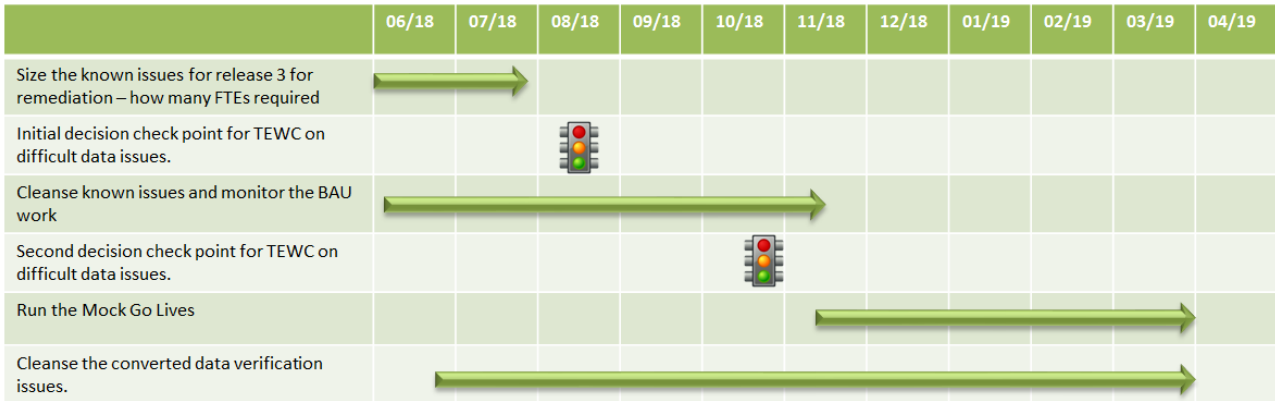 06/18 07/18 08/18 09/18 10/18 11/18 12/18 01/19 02/19 03/19 04/19
Size the known issues for release 3 for
remediation – how many FTEs required
Initial decision check point for TEWC on
difficult data issues.
Cleanse known issues and monitor the BAU
work
Second decision check point for TEWC on
difficult data issues.
Run the Mock Go Lives
Cleanse the converted data verification
issues.